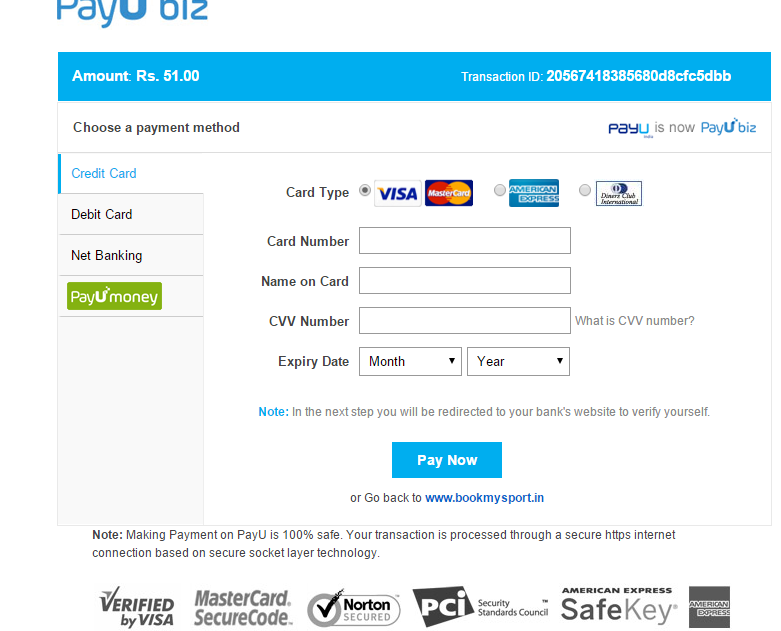 PayU biz
Amount: Rs. 51.00
Transaction ID: 20567418385680d8cfc5dbb
Choose a payment method
PayU india is now PayU biz
Credit Card
Debit Card
Net Banking
PayU money
Card Type VISA MasterCard AMERICAN EXPRESS Diners Club International
Card Number
Name on Card
CVV Number What is CVV number?
Expiry Date Month Year
Note: In the next step you will be redirected to your bank's website to verify yourself.
Pay Now
or Go back to www.bookmysport.in
Note: Making Payment on PayU is 100% safe. Your transaction is processed through a secure https internet
connection based on secure socket layer technology.
VERIFIED by VISA
MasterCard. SecureCode.
Norton SECURED
PCI Security Standards Council ™
AMERICAN EXPRESS SafeKey®
AMERICAN EXPRESS